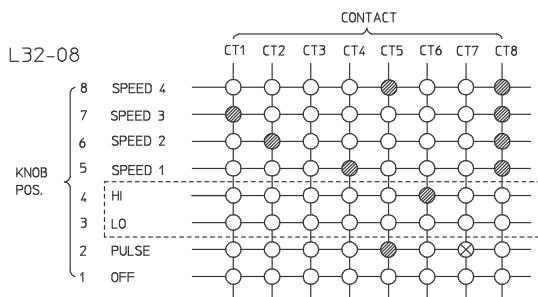 CONTACT
L32-08
CT1 CT2 CT3 CT4 CT5 CT6 CT7 CT8
8 SPEED 4
7 SPEED 3
6 SPEED 2
5 SPEED 1
KNOB
POS.
4 HI
3 LO
2 PULSE
1 OFF